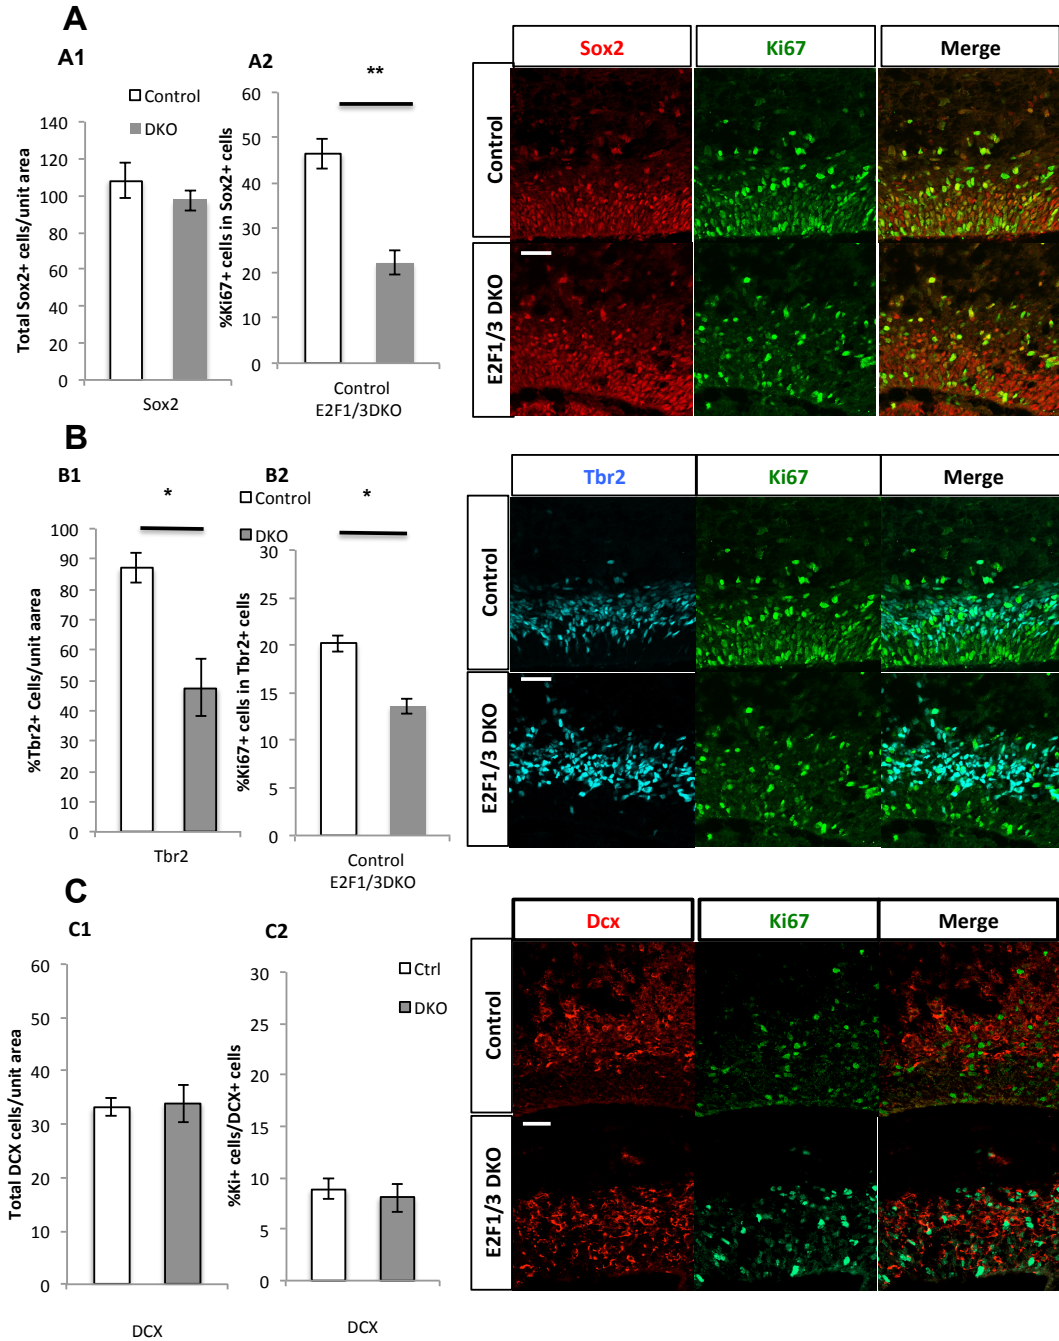 A
A1
A2
Control
DKO
**
Total Sox2+ cells/unit area
140
120
100
80
60
40
20
0
Sox2
%Ki67+ cells in Sox2+ cells
60
50
40
30
20
10
0
Control
E2F1/3DKO
Sox2
Ki67
Merge
Control
E2F1/3 DKO
B
B1
B2
*
Control
DKO
*
%Tbr2+ Cells/unit aarea
100
90
80
70
60
50
40
30
20
10
0
Tbr2
%Ki67+ cells in Tbr2+ cells
30
25
20
15
10
5
0
Control
E2F1/3DKO
Tbr2
Ki67
Merge
Control
E2F1/3 DKO
C
C1
C2
Total DCX cells/unit area
60
50
40
30
20
10
0
DCX
%Ki+ cells/DCX+ cells
30
25
20
15
10
5
0
DCX
Ctrl
DKO
Dcx
Ki67
Merge
Control
E2F1/3 DKO